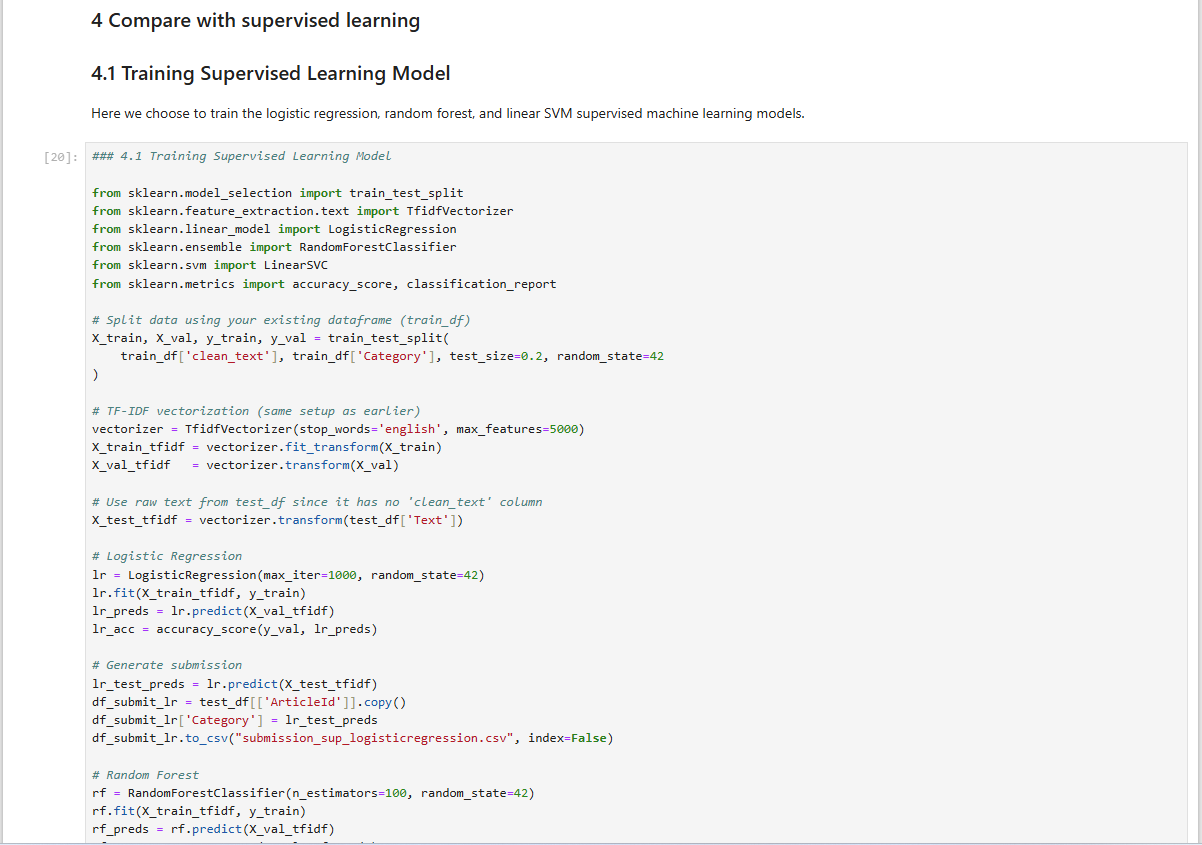 4 Compare with supervised learning
4.1 Training Supervised Learning Model
Here we choose to train the logistic regression, random forest, and linear SVM supervised machine learning models.
[20]:
### 4.1 Training Supervised Learning Model
from sklearn.model_selection import train_test_split
from sklearn.feature_extraction.text import TfidfVectorizer
from sklearn.linear_model import LogisticRegression
from sklearn.ensemble import RandomForestClassifier
from sklearn.svm import LinearSVC
from sklearn.metrics import accuracy_score, classification_report
# Split data using your existing dataframe (train_df)
X_train, X_val, y_train, y_val = train_test_split(
    train_df['clean_text'], train_df['Category'], test_size=0.2, random_state=42
)
# TF-IDF vectorization (same setup as earlier)
vectorizer = TfidfVectorizer(stop_words='english', max_features=5000)
X_train_tfidf = vectorizer.fit_transform(X_train)
X_val_tfidf   = vectorizer.transform(X_val)
# Use raw text from test_df since it has no 'clean_text' column
X_test_tfidf = vectorizer.transform(test_df['Text'])
# Logistic Regression
lr = LogisticRegression(max_iter=1000, random_state=42)
lr.fit(X_train_tfidf, y_train)
lr_preds = lr.predict(X_val_tfidf)
lr_acc = accuracy_score(y_val, lr_preds)
# Generate submission
lr_test_preds = lr.predict(X_test_tfidf)
df_submit_lr = test_df[['ArticleId']].copy()
df_submit_lr['Category'] = lr_test_preds
df_submit_lr.to_csv("submission_sup_logisticregression.csv", index=False)
# Random Forest
rf = RandomForestClassifier(n_estimators=100, random_state=42)
rf.fit(X_train_tfidf, y_train)
rf_preds = rf.predict(X_val_tfidf)